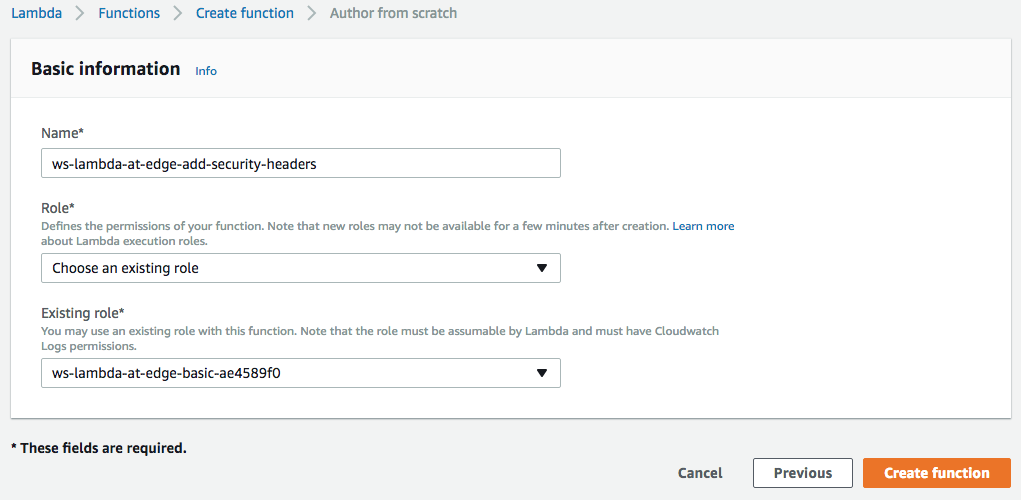 Lambda > Functions > Create function > Author from scratch
Basic information Info
Name*
ws-lambda-at-edge-add-security-headers
Role*
Defines the permissions of your function. Note that new roles may not be available for a few minutes after creation. Learn more
about Lambda execution roles.
Choose an existing role
Existing role*
You may use an existing role with this function. Note that the role must be assumable by Lambda and must have Cloudwatch
Logs permissions.
ws-lambda-at-edge-basic-ae4589f0
* These fields are required.
Cancel Previous Create function